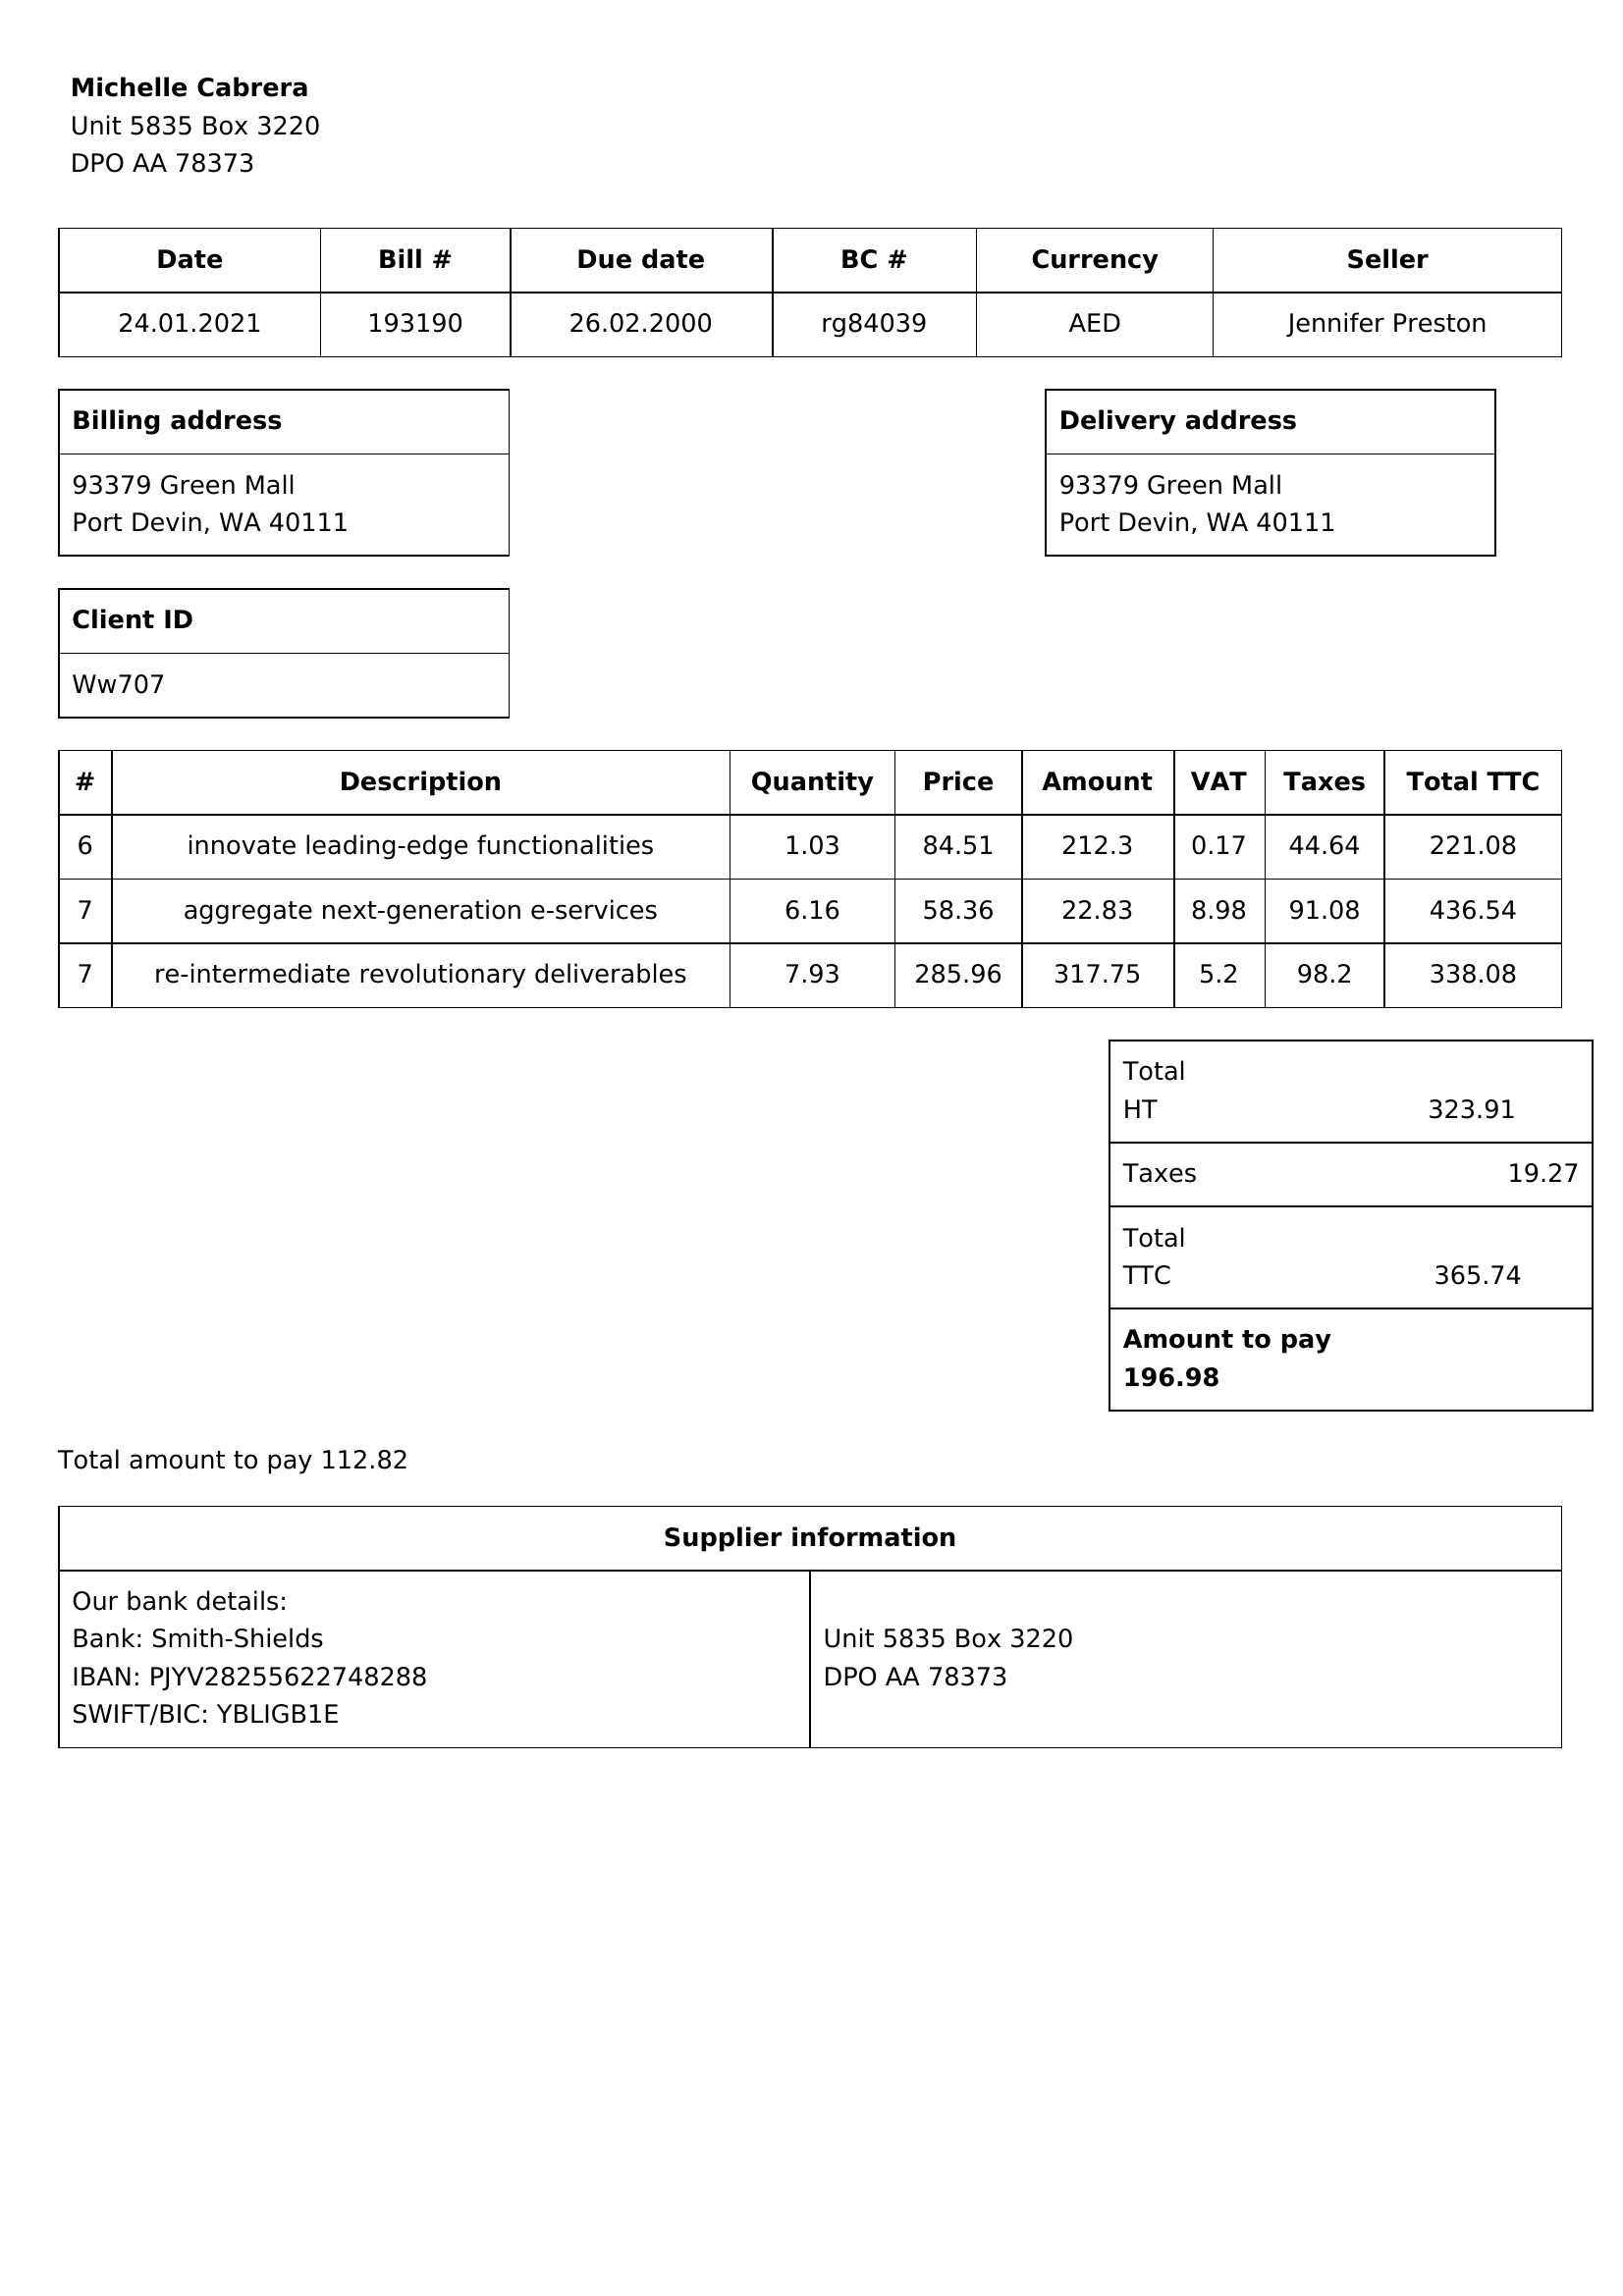 Michelle Cabrera
Unit 5835 Box 3220
DPO AA 78373
Date Bill # Due date BC # Currency Seller
24.01.2021 193190 26.02.2000 rg84039 AED Jennifer Preston
Billing address
93379 Green Mall
Port Devin, WA 40111
Delivery address
93379 Green Mall
Port Devin, WA 40111
Client ID
Ww707
# Description Quantity Price Amount VAT Taxes Total TTC
6 innovate leading-edge functionalities 1.03 84.51 212.3 0.17 44.64 221.08
7 aggregate next-generation e-services 6.16 58.36 22.83 8.98 91.08 436.54
7 re-intermediate revolutionary deliverables 7.93 285.96 317.75 5.2 98.2 338.08
Total
HT 323.91
Taxes 19.27
Total
TTC 365.74
Amount to pay
196.98
Total amount to pay 112.82
Supplier information
Our bank details:
Bank: Smith-Shields
IBAN: PJYV28255622748288
SWIFT/BIC: YBLIGB1E
Unit 5835 Box 3220
DPO AA 78373